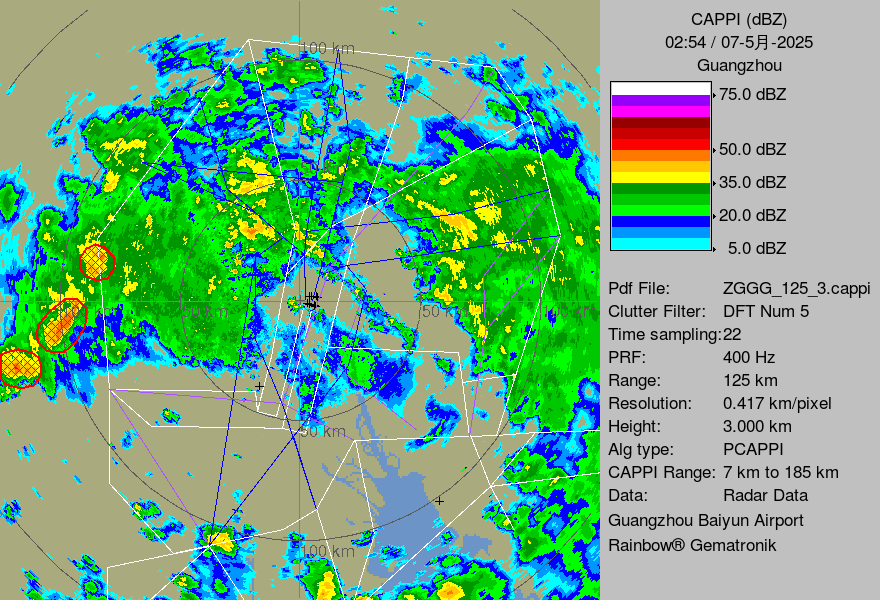 CAPPI (dBZ)
02:54 / 07-5月-2025
Guangzhou
75.0 dBZ
50.0 dBZ
35.0 dBZ
20.0 dBZ
5.0 dBZ
Pdf File: ZGGG_125_3.cappi
Clutter Filter: DFT Num 5
Time sampling:22
PRF: 400 Hz
Range: 125 km
Resolution: 0.417 km/pixel
Height: 3.000 km
Alg type: PCAPPI
CAPPI Range: 7 km to 185 km
Data: Radar Data
Guangzhou Baiyun Airport
Rainbow® Gematronik
100 km
50 km
50 km
100 km